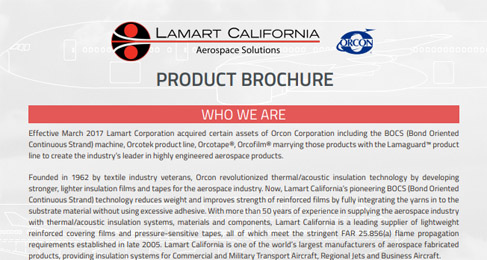 LAMART CALIFORNIA
Aerospace Solutions
ORCON
PRODUCT BROCHURE
WHO WE ARE
Effective March 2017 Lamart Corporation acquired certain assets of Orcon Corporation including the BOCS (Bond Oriented
Continuous Strand) machine, Orcotek product line, Orcotape®, Orcofilm® marrying those products with the Lamaguard™ product
line to create the industry's leader in highly engineered aerospace products.
Founded in 1962 by textile industry veterans, Orcon revolutionized thermal/acoustic insulation technology by developing
stronger, lighter insulation films and tapes for the aerospace industry. Now, Lamart California's pioneering BOCS (Bond Oriented
Continuous Strand) technology reduces weight and improves strength of reinforced films by fully integrating the yarns in to the
substrate material without using excessive adhesive. With more than 50 years of experience in supplying the aerospace industry
with thermal/acoustic insulation systems, materials and components, Lamart California is a leading supplier of lightweight
reinforced covering films and pressure-sensitive tapes, all of which meet the stringent FAR 25.856(a) flame propagation
requirements established in late 2005. Lamart California is one of the world's largest manufacturers of aerospace fabricated
products, providing insulation systems for Commercial and Military Transport Aircraft, Regional Jets and Business Aircraft.